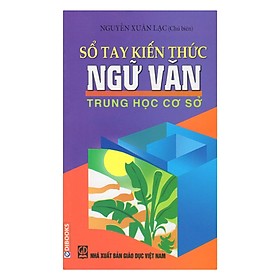 NGUYỄN XUÂN LẠC (Chủ biên)
SỔ TAY KIẾN THỨC
NGỮ VĂN
TRUNG HỌC CƠ SỞ
DIBOOKS
NHÀ XUẤT BẢN GIÁO DỤC VIỆT NAM